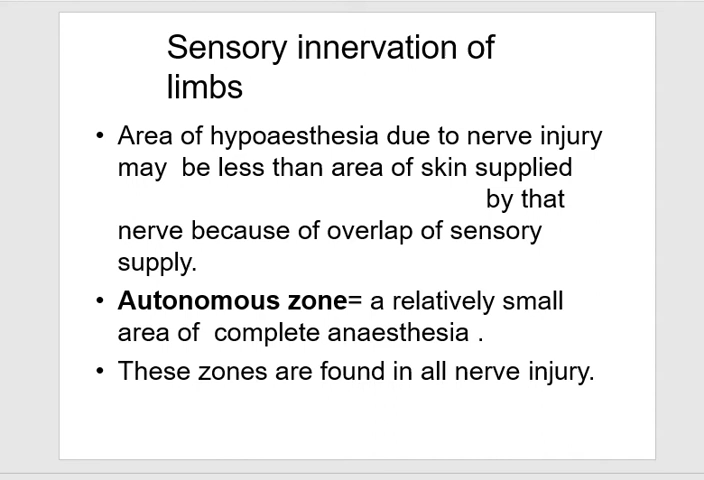 Sensory innervation of
limbs
• Area of hypoaesthesia due to nerve injury
may be less than area of skin supplied
by that
nerve because of overlap of sensory
supply.
• Autonomous zone= a relatively small
area of complete anaesthesia .
• These zones are found in all nerve injury.